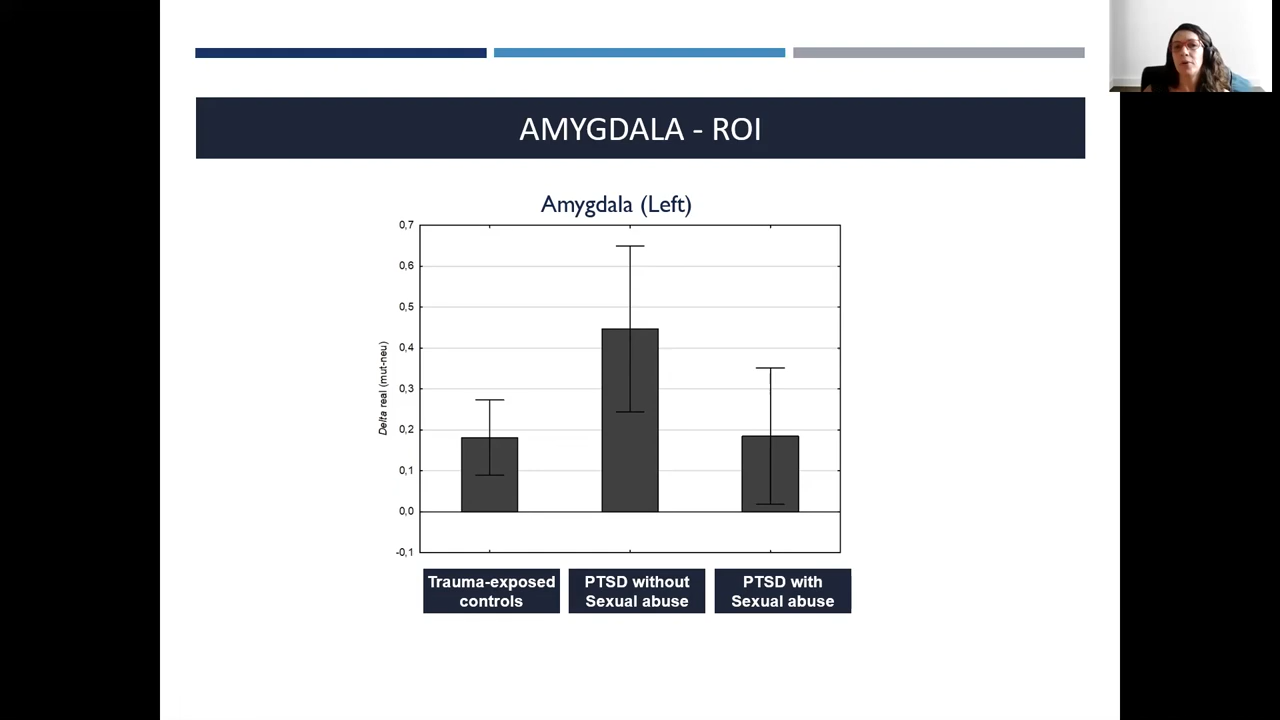 AMYGDALA - ROI
Amygdala (Left)
0,7
0,6
0,5
0,4
0,3
0,2
0,1
0,0
-0,1
Delta real (mut-neu)
Trauma-exposed
controls
PTSD without
Sexual abuse
PTSD with
Sexual abuse